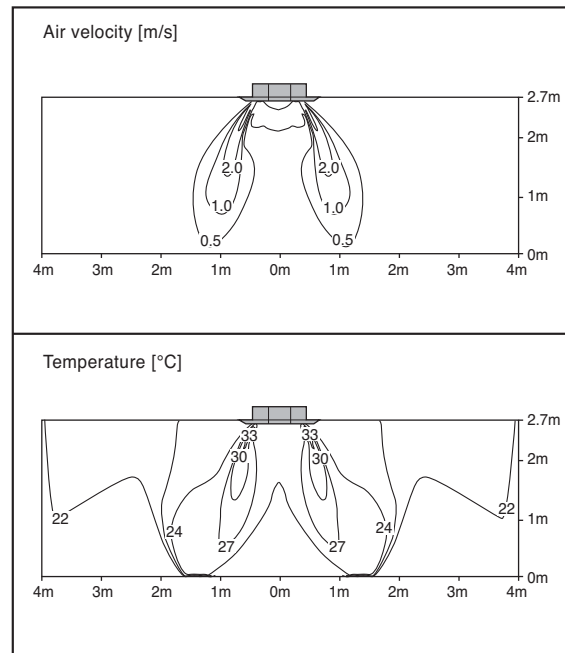 Air velocity [m/s]
2.7m
2m
2.0 2.0
1m
1.0 1.0
0.5 0.5
0m
4m 3m 2m 1m 0m 1m 2m 3m 4m
Temperature [°C]
2.7m
33 33
2m
30 30
22 22
1m
24 24
27 27
0m
4m 3m 2m 1m 0m 1m 2m 3m 4m